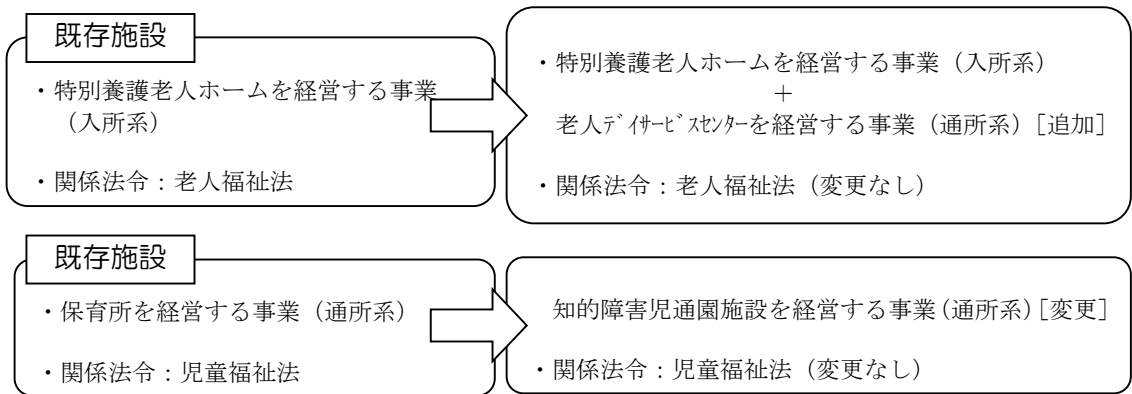 既存施設
・特別養護老人ホームを経営する事業
（入所系）
・関係法令：老人福祉法
・特別養護老人ホームを経営する事業（入所系）
＋
老人ﾃﾞｲｻｰﾋﾞｽｾﾝﾀｰを経営する事業（通所系）［追加］
・関係法令：老人福祉法（変更なし）
既存施設
・保育所を経営する事業（通所系）
・関係法令：児童福祉法
知的障害児通園施設を経営する事業（通所系）［変更］
・関係法令：児童福祉法（変更なし）